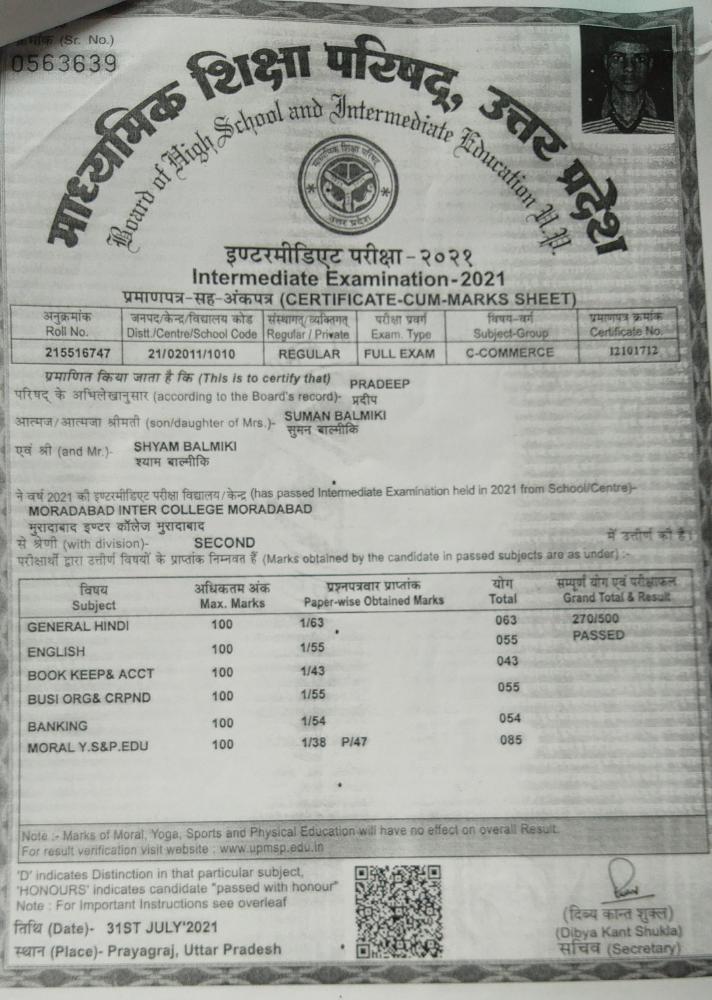 क्रमांक (Sr. No.)
0563639
माध्यमिक शिक्षा परिषद्, उत्तर प्रदेश
Board of High School and Intermediate Education U.P.
माध्यमिक शिक्षा परिषद्
उत्तर प्रदेश
इण्टरमीडिएट परीक्षा - २०२१
Intermediate Examination-2021
प्रमाणपत्र-सह-अंकपत्र (CERTIFICATE-CUM-MARKS SHEET)
अनुक्रमांक जनपद/केन्द्र/विद्यालय कोड संस्थागत/व्यक्तिगत परीक्षा प्रवर्ग विषय-वर्ग प्रमाणपत्र क्रमांक
Roll No. Distt./Centre/School Code Regular / Private Exam. Type Subject-Group Certificate No.
215516747 21/02011/1010 REGULAR FULL EXAM C-COMMERCE 12101712
प्रमाणित किया जाता है कि (This is to certify that) PRADEEP
परिषद् के अभिलेखानुसार (according to the Board's record)- प्रदीप
आत्मज/आत्मजा श्रीमती (son/daughter of Mrs.)- SUMAN BALMIKI
सुमन बाल्मीकि
एवं श्री (and Mr.)- SHYAM BALMIKI
श्याम बाल्मीकि
ने वर्ष 2021 की इण्टरमीडिएट परीक्षा विद्यालय/केन्द्र (has passed Intermediate Examination held in 2021 from School/Centre)-
MORADABAD INTER COLLEGE MORADABAD
मुरादाबाद इण्टर कॉलेज मुरादाबाद
से श्रेणी (with division)- SECOND में उत्तीर्ण की है।
परीक्षार्थी द्वारा उत्तीर्ण विषयों के प्राप्तांक निम्नवत हैं (Marks obtained by the candidate in passed subjects are as under) :-
विषय अधिकतम अंक प्रश्नपत्रवार प्राप्तांक योग सम्पूर्ण योग एवं परीक्षाफल
Subject Max. Marks Paper-wise Obtained Marks Total Grand Total & Result
GENERAL HINDI 100 1/63 063 270/500
ENGLISH 100 1/55 055 PASSED
BOOK KEEP& ACCT 100 1/43 043
BUSI ORG& CRPND 100 1/55 055
BANKING 100 1/54 054
MORAL Y.S&P.EDU 100 1/38 P/47 085
Note :- Marks of Moral, Yoga, Sports and Physical Education will have no effect on overall Result.
For result verification visit website : www.upmsp.edu.in
'D' indicates Distinction in that particular subject,
'HONOURS' indicates candidate "passed with honour"
Note : For Important Instructions see overleaf
तिथि (Date)- 31ST JULY'2021
स्थान (Place)- Prayagraj, Uttar Pradesh
(दिव्य कान्त शुक्ल)
(Dibya Kant Shukla)
सचिव (Secretary)